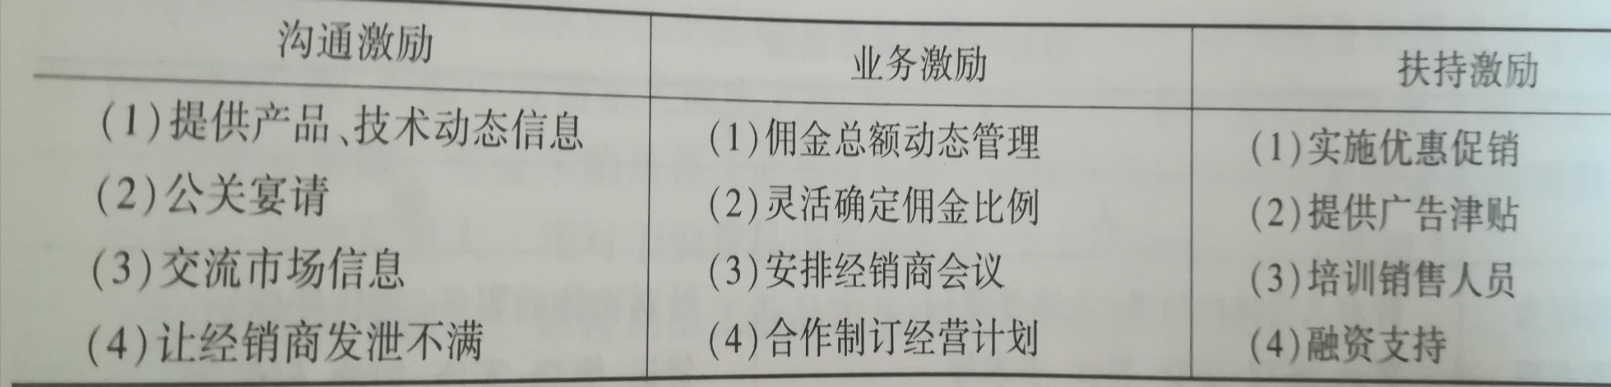 沟通激励 业务激励 扶持激励
(1)提供产品、技术动态信息 (1)佣金总额动态管理 (1)实施优惠促销
(2)公关宴请 (2)灵活确定佣金比例 (2)提供广告津贴
(3)交流市场信息 (3)安排经销商会议 (3)培训销售人员
(4)让经销商发泄不满 (4)合作制订经营计划 (4)融资支持